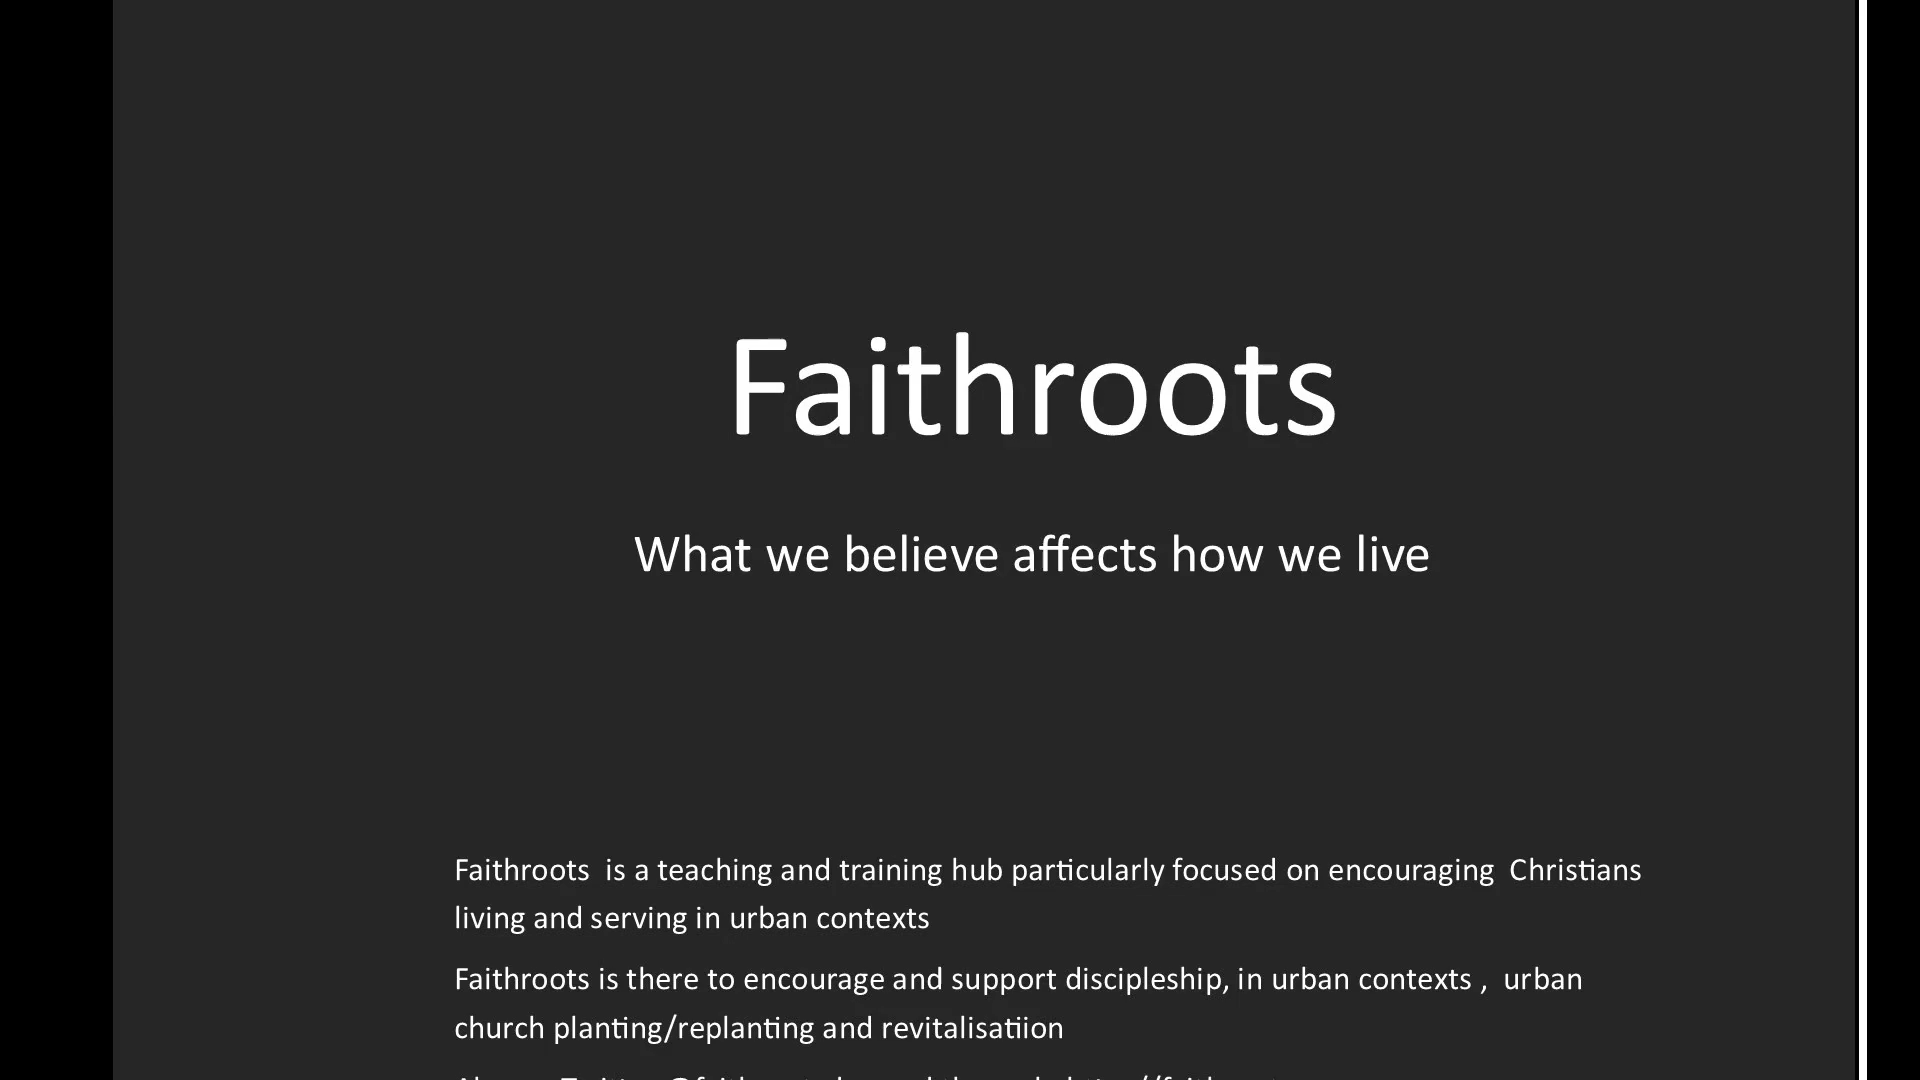 Faithroots
What we believe affects how we live
Faithroots  is a teaching and training hub particularly focused on encouraging  Christians
living and serving in urban contexts
Faithroots is there to encourage and support discipleship, in urban contexts ,  urban
church planting/replanting and revitalisatiion